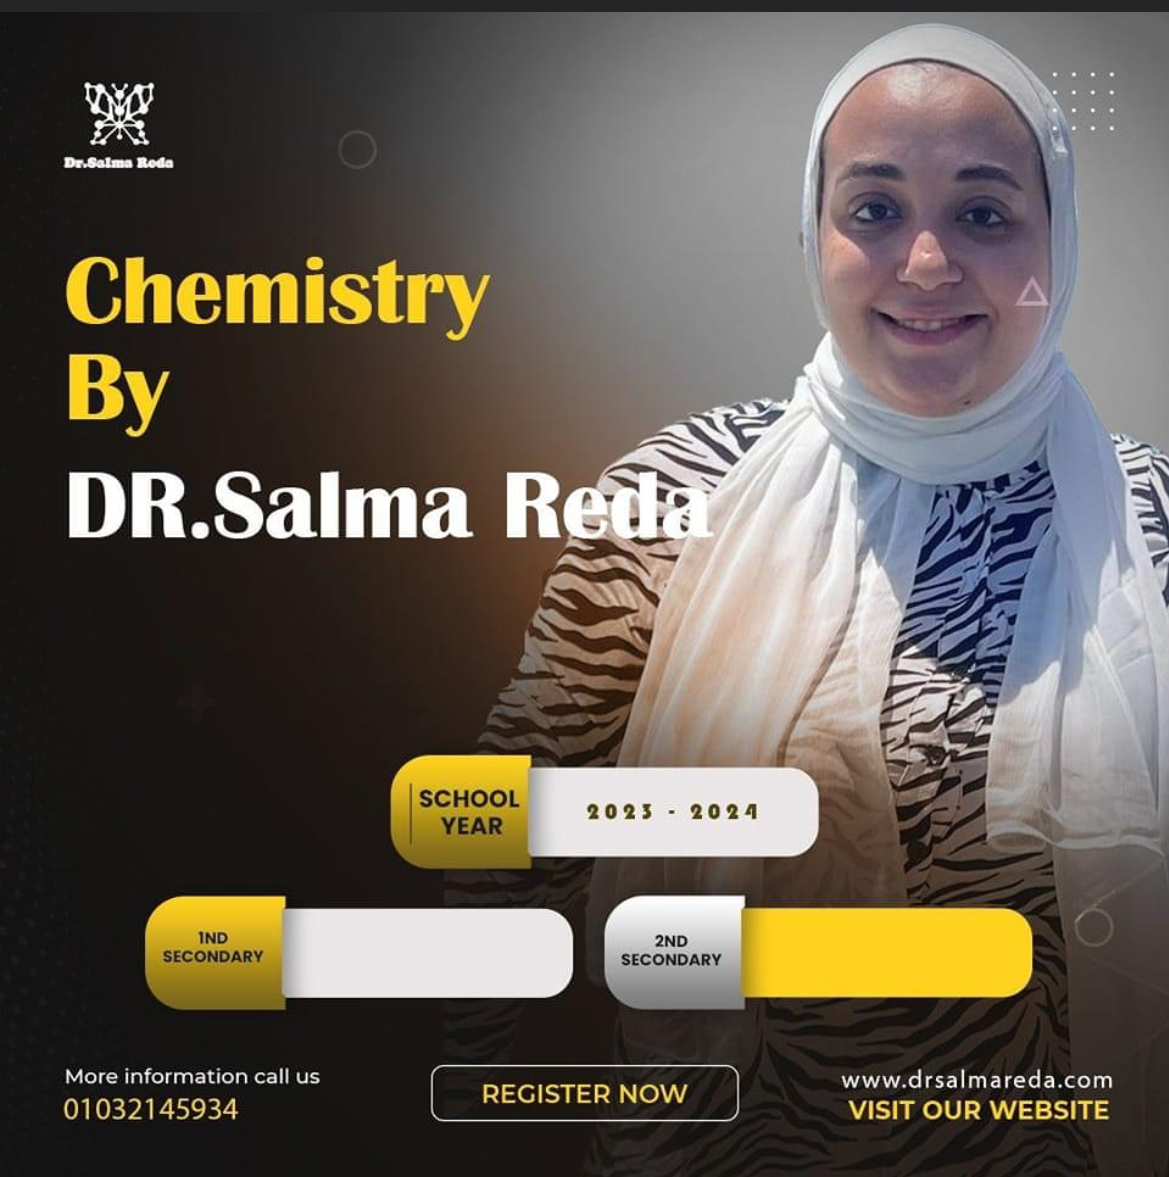 Dr.Salma Reda
Chemistry
By
DR.Salma Reda
SCHOOL
YEAR
2023 - 2024
1ND
SECONDARY
2ND
SECONDARY
More information call us
01032145934
REGISTER NOW
www.drsalmareda.com
VISIT OUR WEBSITE